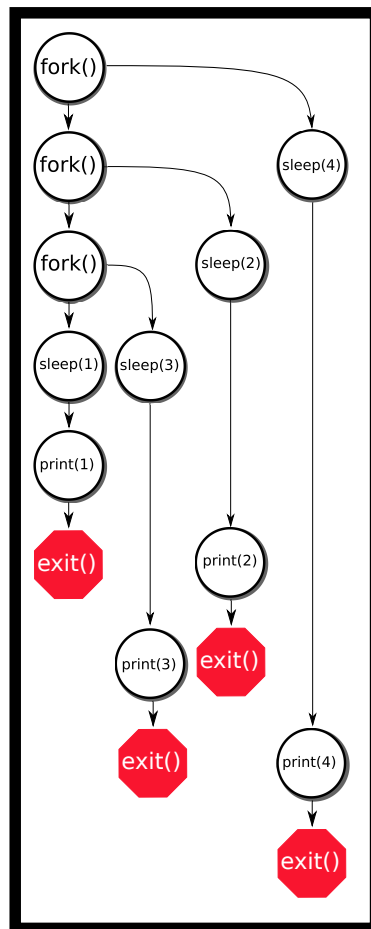 fork()
fork()
sleep(4)
fork()
sleep(2)
sleep(1)
sleep(3)
print(1)
exit()
print(2)
print(3)
exit()
exit()
print(4)
exit()